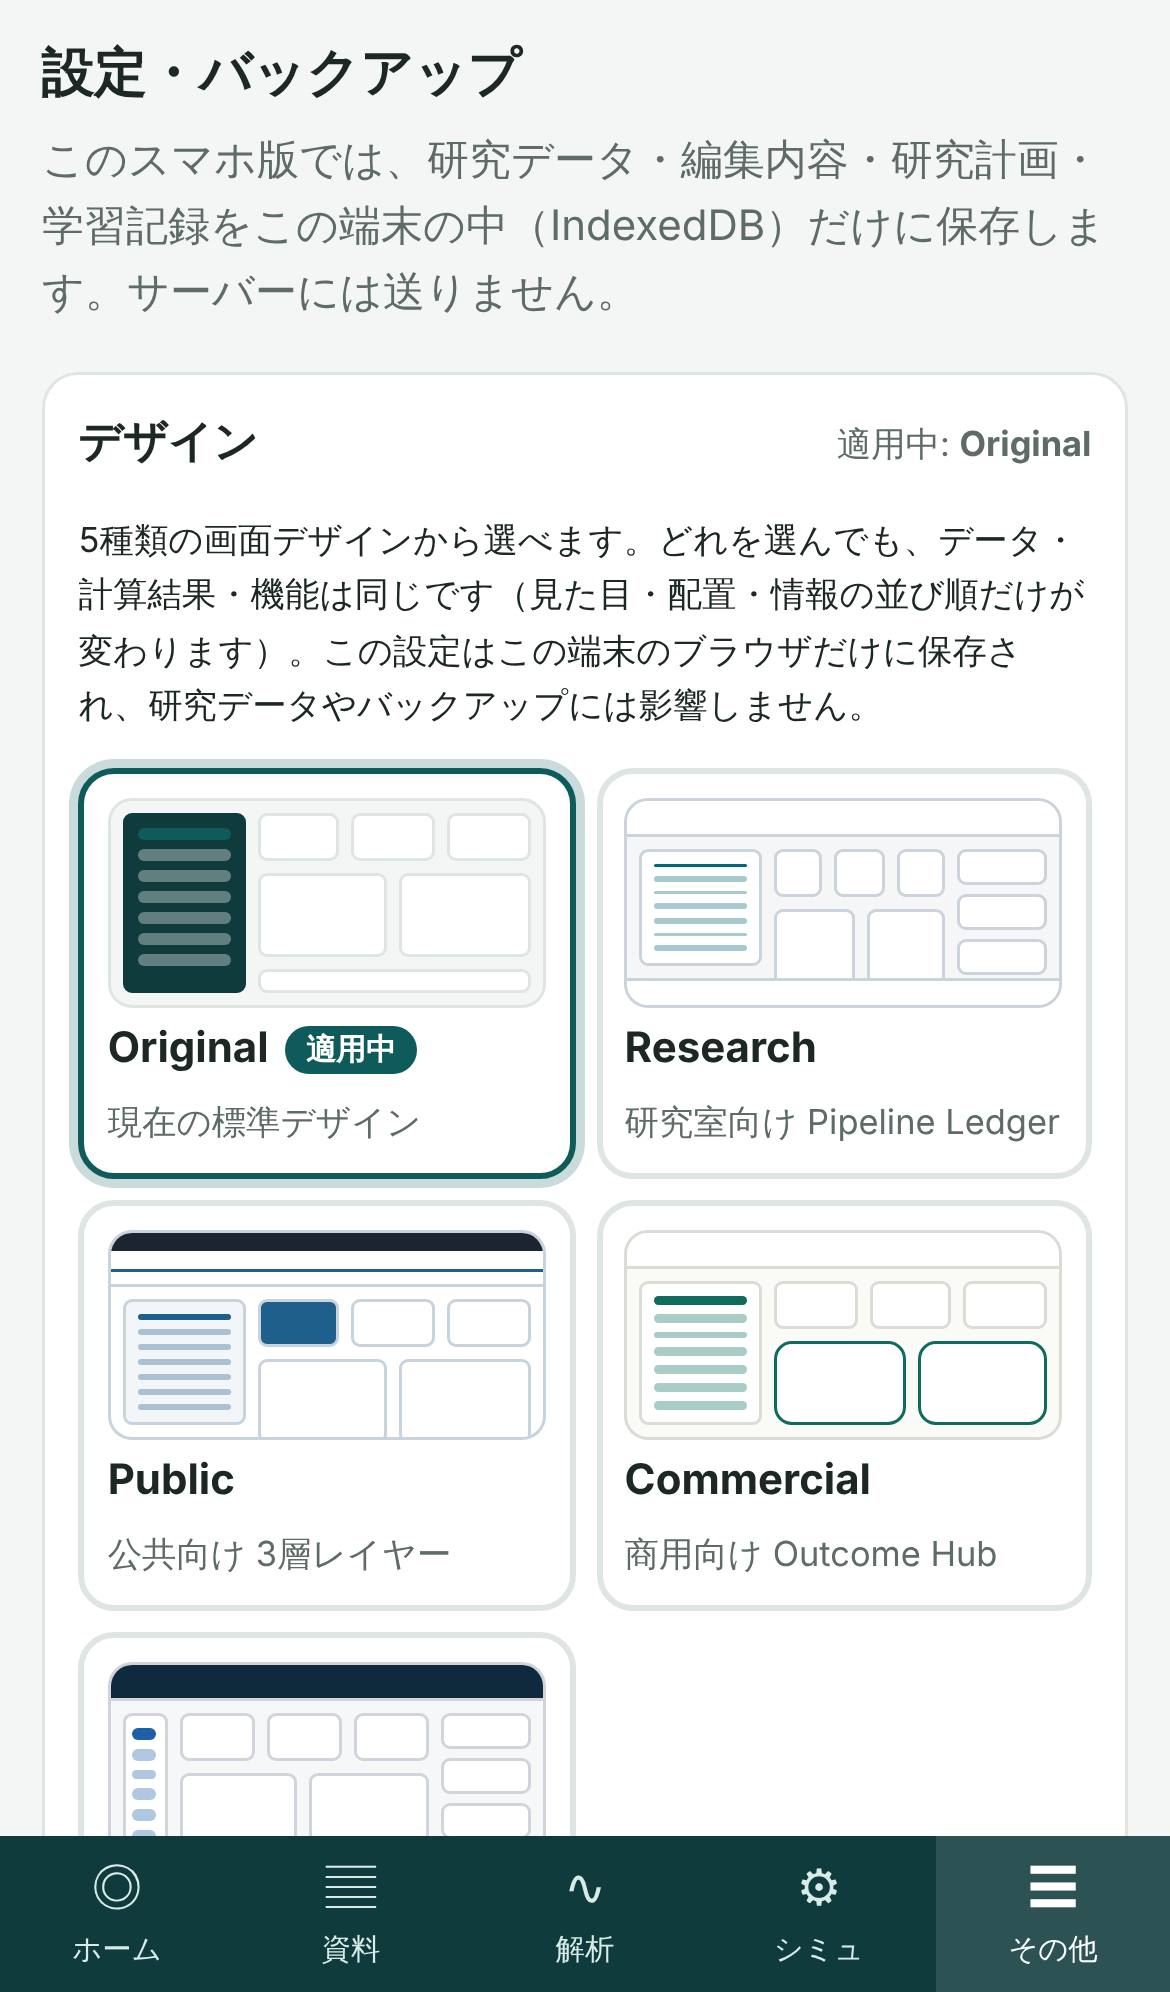 設定・バックアップ
このスマホ版では、研究データ・編集内容・研究計画・
学習記録をこの端末の中（IndexedDB）だけに保存しま
す。サーバーには送りません。
デザイン
適用中: Original
5種類の画面デザインから選べます。どれを選んでも、データ・
計算結果・機能は同じです（見た目・配置・情報の並び順だけが
変わります）。この設定はこの端末のブラウザだけに保存さ
れ、研究データやバックアップには影響しません。
Original 適用中
現在の標準デザイン
Research
研究室向け Pipeline Ledger
Public
公共向け 3層レイヤー
Commercial
商用向け Outcome Hub
ホーム
資料
解析
シミュ
その他